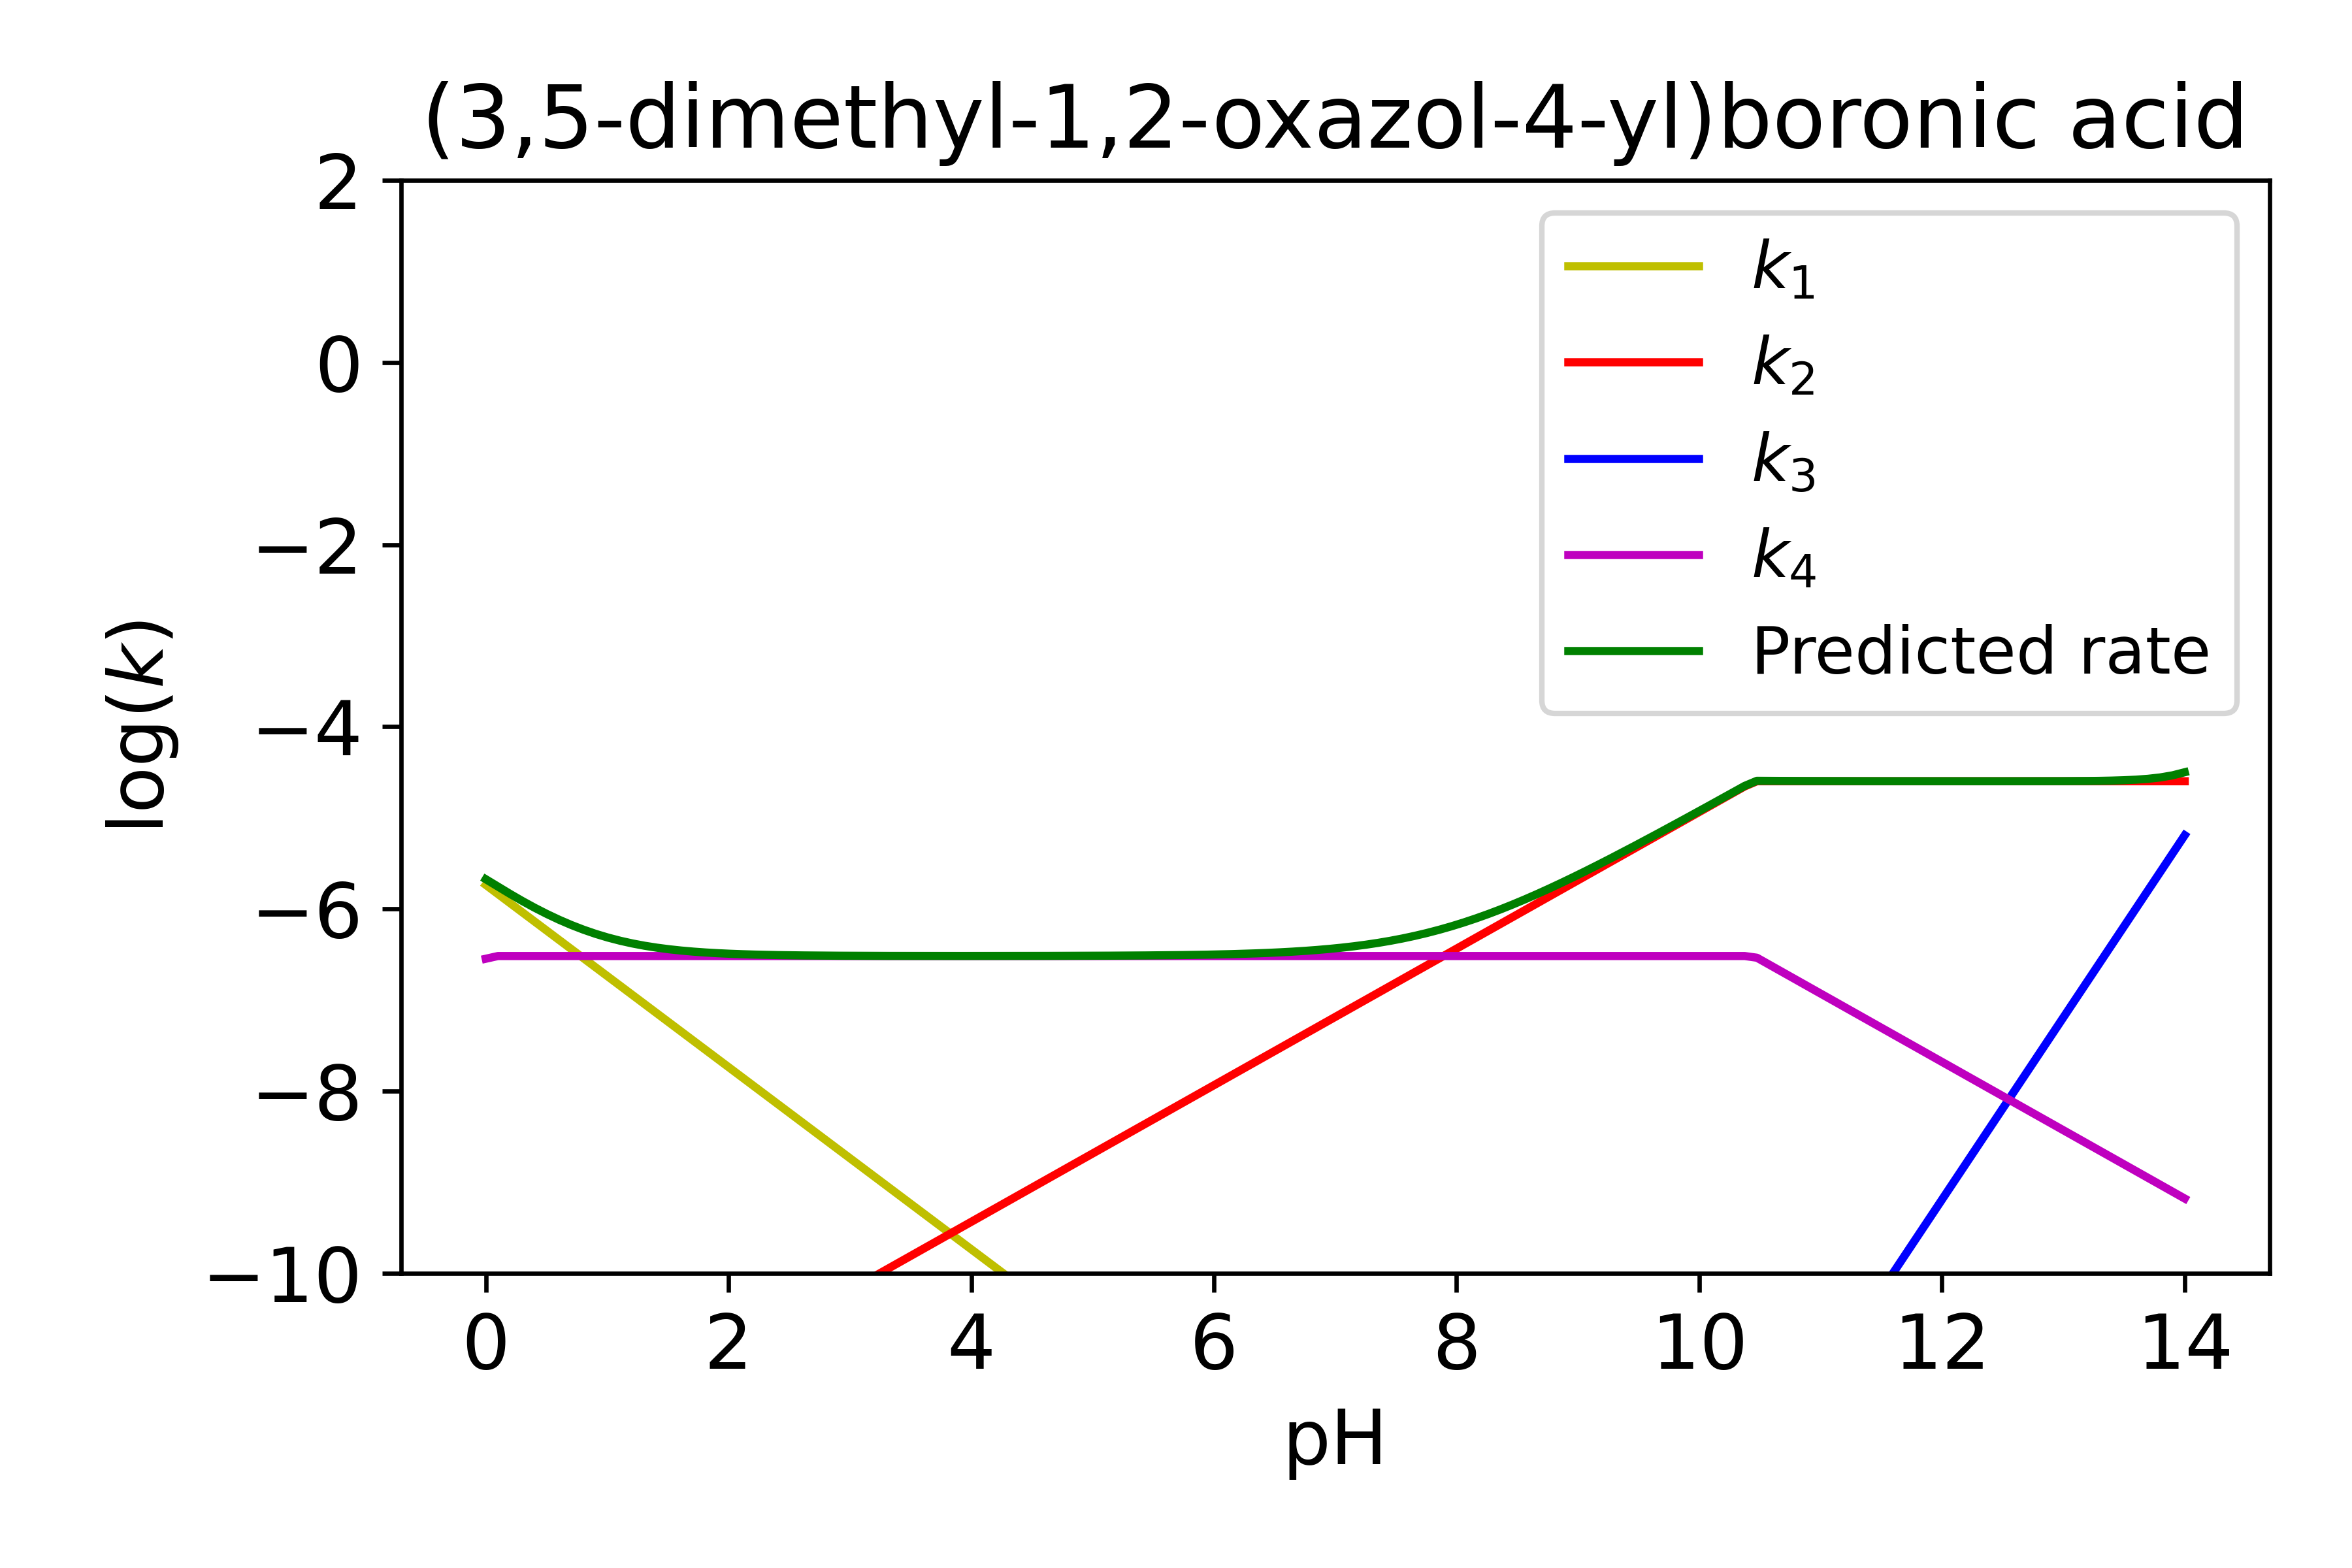 (3,5-dimethyl-1,2-oxazol-4-yl)boronic acid
2
0
−2
−4
−6
−8
−10
log(k)
k₁
k₂
k₃
k₄
Predicted rate
0 2 4 6 8 10 12 14
pH